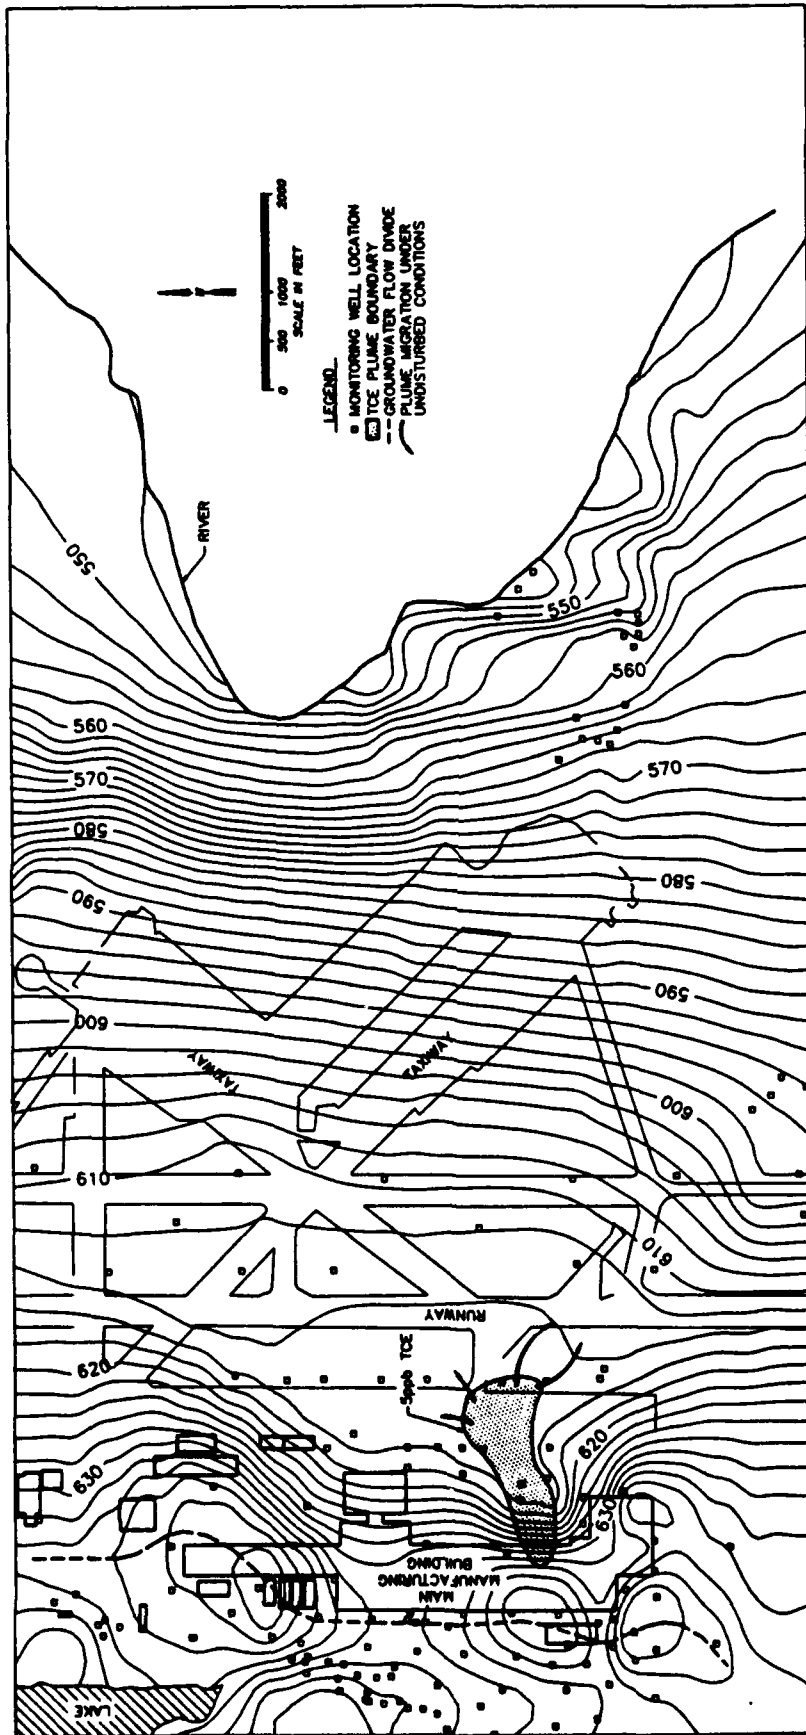 550
RIVER
0 500 1000 2000
SCALE IN FEET
LEGEND
MONITORING WELL LOCATION
TCE PLUME BOUNDARY
GROUNDWATER FLOW DIVIDE
PLUME MIGRATION UNDER
UNDISTURBED CONDITIONS
550
560
560
570
570
580
580
590
590
600
600
TAXIWAY
TAXIWAY
610
610
RUNWAY
5ppb TCE
620
620
630
630
MAIN
MANUFACTURING
BUILDING
LAKE